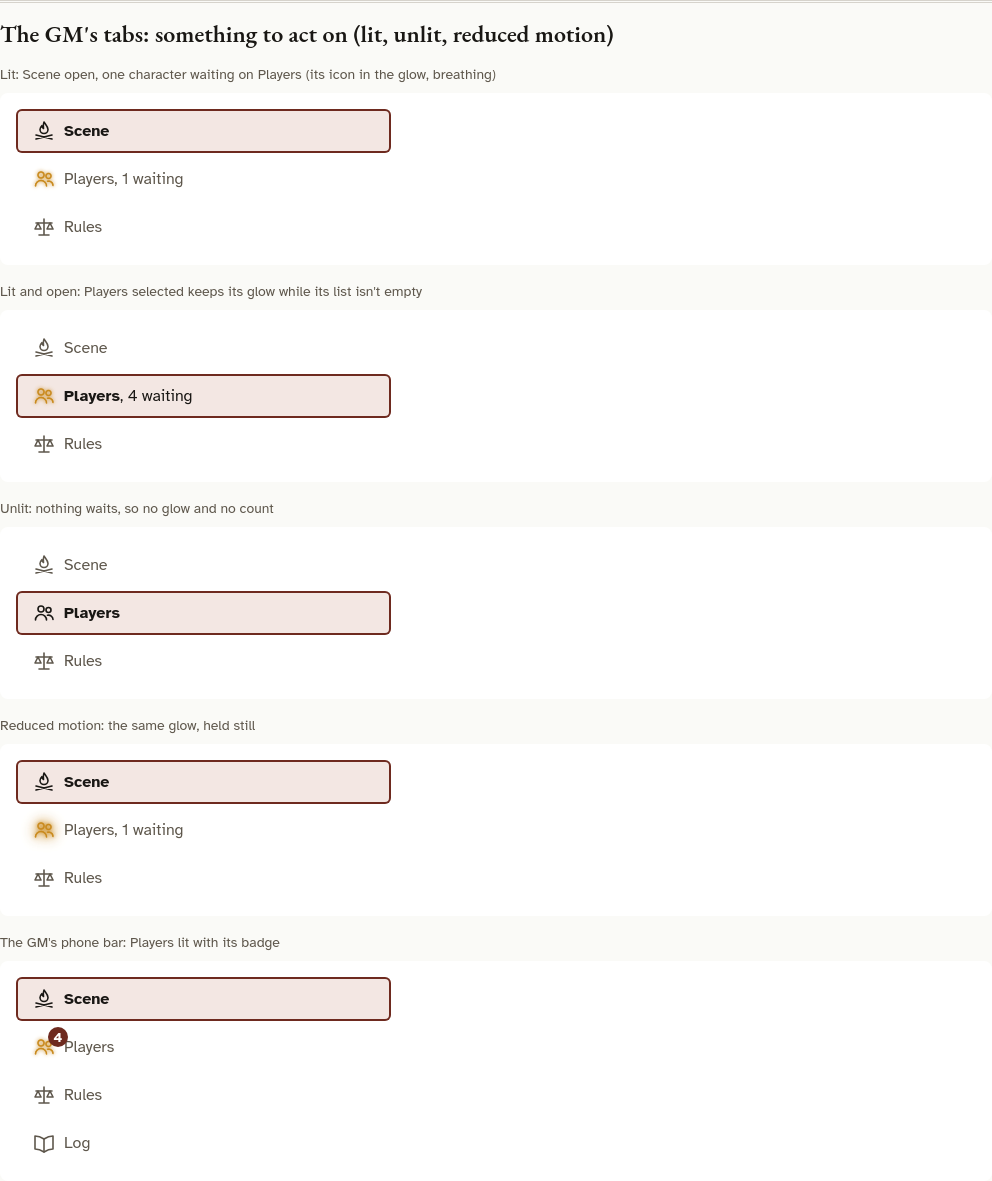 The GM's tabs: something to act on (lit, unlit, reduced motion)
Lit: Scene open, one character waiting on Players (its icon in the glow, breathing)
Scene
Players, 1 waiting
Rules
Lit and open: Players selected keeps its glow while its list isn't empty
Scene
Players, 4 waiting
Rules
Unlit: nothing waits, so no glow and no count
Scene
Players
Rules
Reduced motion: the same glow, held still
Scene
Players, 1 waiting
Rules
The GM's phone bar: Players lit with its badge
Scene
4
Players
Rules
Log